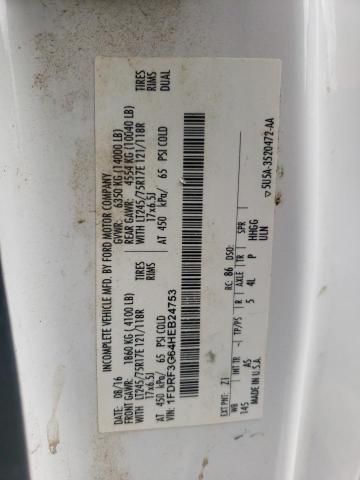 INCOMPLETE VEHICLE MFD. BY FORD MOTOR COMPANY
DATE: 08/16 GVWR: 6350 KG (14000 LB)
FRONT GAWR: 1860 KG (4100 LB) REAR GAWR: 4554 KG (10040 LB)
WITH LT245/75R17E 121/118R WITH LT245/75R17E 121/118R TIRES
17x6.5J 17x6.5J RIMS
AT 450 kPa/ 65 PSI COLD AT 450 kPa/ 65 PSI COLD DUAL
1FDRF3G64HEB24753
EXT PNT: Z1 RC: 86 DSO:
WB INT TR TP/PS R AXLE TR SPR
145 AS 5 4L P HHGG
MADE IN U.S.A. ULN
5U5A-3520472-AA
TIRES
RIMS